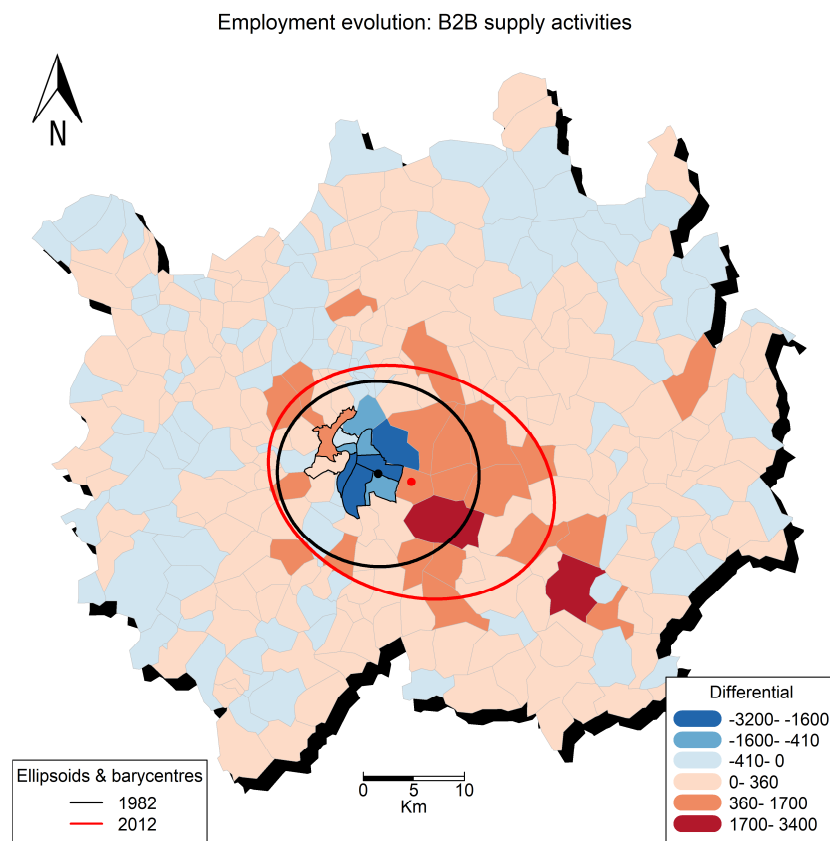 Employment evolution: B2B supply activities
N
Ellipsoids & barycentres
1982
2012
0 5 10
Km
Differential
-3200- -1600
-1600- -410
-410- 0
0- 360
360- 1700
1700- 3400